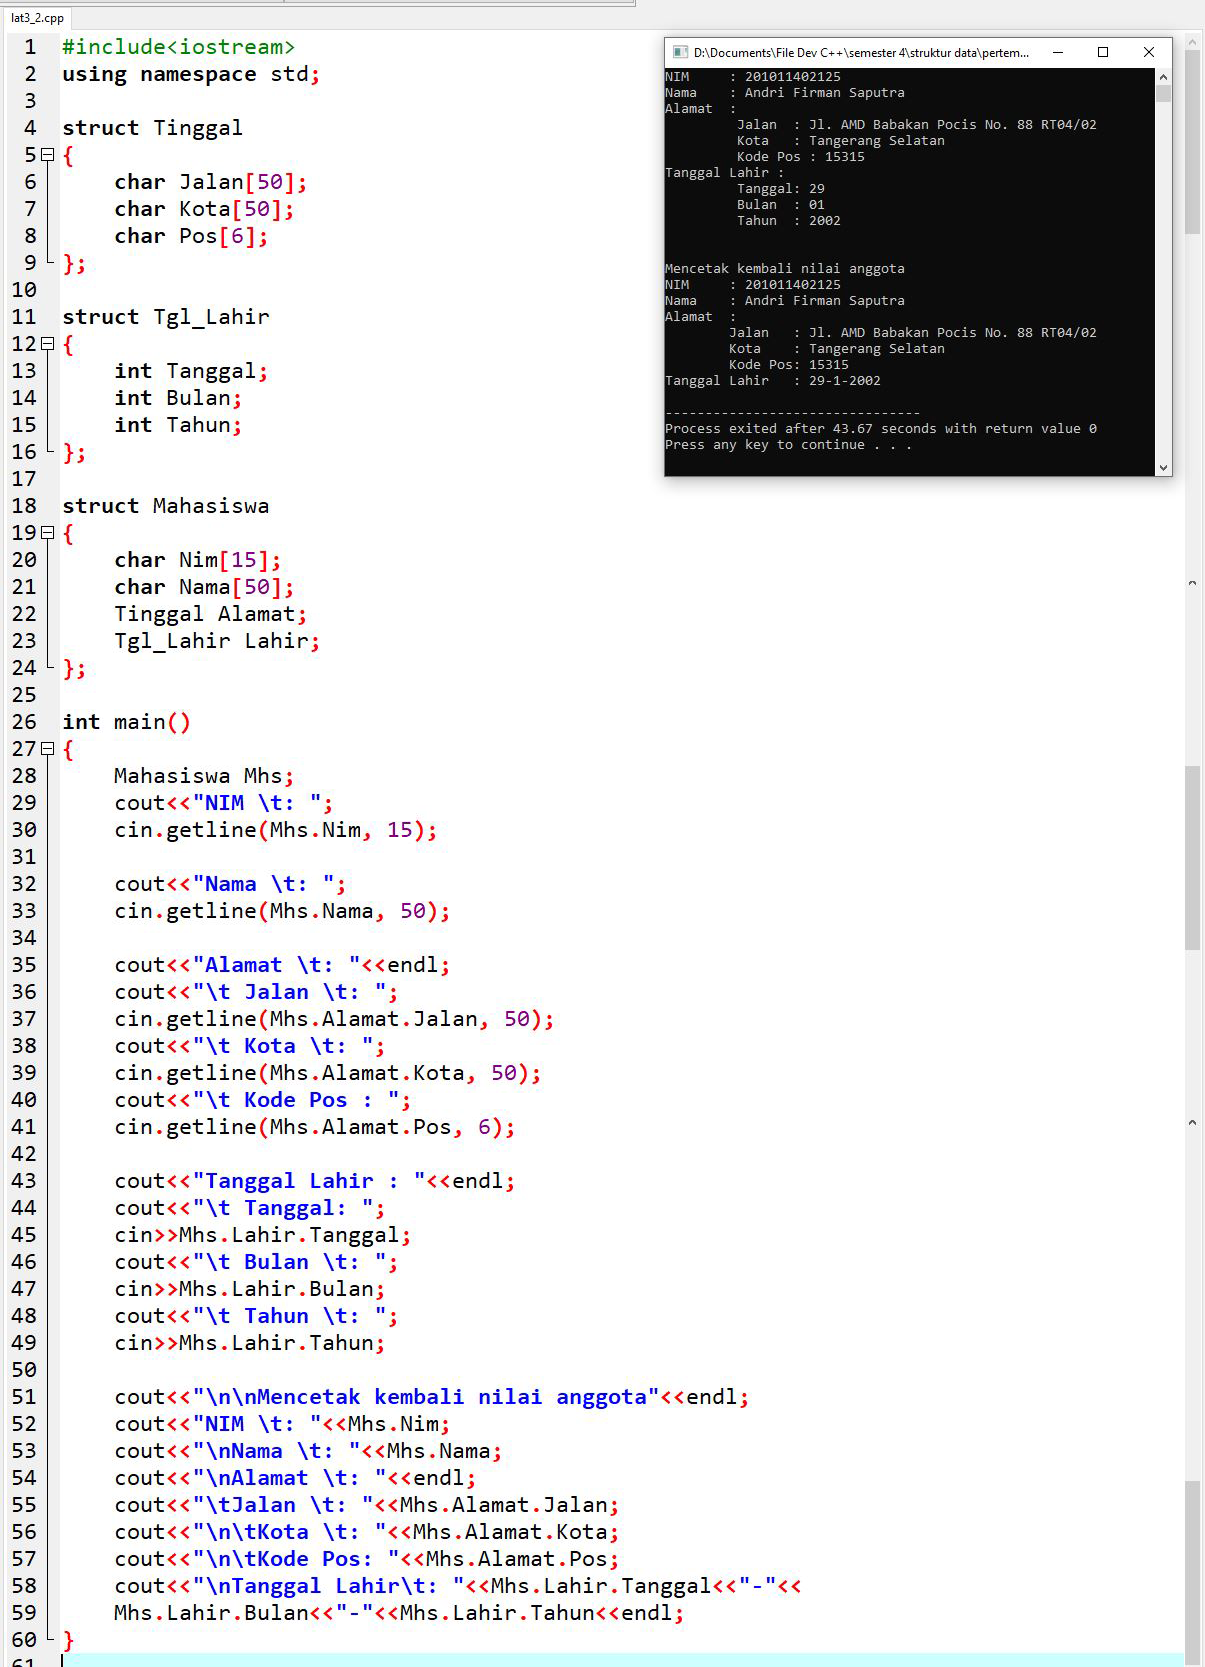 lat3_2.cpp
1 #include<iostream>
2 using namespace std;
3
4 struct Tinggal
5 {
6 char Jalan[50];
7 char Kota[50];
8 char Pos[6];
9 };
10
11 struct Tgl_Lahir
12 {
13 int Tanggal;
14 int Bulan;
15 int Tahun;
16 };
17
18 struct Mahasiswa
19 {
20 char Nim[15];
21 char Nama[50];
22 Tinggal Alamat;
23 Tgl_Lahir Lahir;
24 };
25
26 int main()
27 {
28 Mahasiswa Mhs;
29 cout<<"NIM \t: ";
30 cin.getline(Mhs.Nim, 15);
31
32 cout<<"Nama \t: ";
33 cin.getline(Mhs.Nama, 50);
34
35 cout<<"Alamat \t: "<<endl;
36 cout<<"\t Jalan \t: ";
37 cin.getline(Mhs.Alamat.Jalan, 50);
38 cout<<"\t Kota \t: ";
39 cin.getline(Mhs.Alamat.Kota, 50);
40 cout<<"\t Kode Pos : ";
41 cin.getline(Mhs.Alamat.Pos, 6);
42
43 cout<<"Tanggal Lahir : "<<endl;
44 cout<<"\t Tanggal: ";
45 cin>>Mhs.Lahir.Tanggal;
46 cout<<"\t Bulan \t: ";
47 cin>>Mhs.Lahir.Bulan;
48 cout<<"\t Tahun \t: ";
49 cin>>Mhs.Lahir.Tahun;
50
51 cout<<"\n\nMencetak kembali nilai anggota"<<endl;
52 cout<<"NIM \t: "<<Mhs.Nim;
53 cout<<"\nNama \t: "<<Mhs.Nama;
54 cout<<"\nAlamat \t: "<<endl;
55 cout<<"\tJalan \t: "<<Mhs.Alamat.Jalan;
56 cout<<"\n\tKota \t: "<<Mhs.Alamat.Kota;
57 cout<<"\n\tKode Pos: "<<Mhs.Alamat.Pos;
58 cout<<"\nTanggal Lahir\t: "<<Mhs.Lahir.Tanggal<<"-"<<
59 Mhs.Lahir.Bulan<<"-"<<Mhs.Lahir.Tahun<<endl;
60 }
61
D:\Documents\File Dev C++\semester 4\struktur data\pertem...
NIM : 201011402125
Nama : Andri Firman Saputra
Alamat :
Jalan : Jl. AMD Babakan Pocis No. 88 RT04/02
Kota : Tangerang Selatan
Kode Pos : 15315
Tanggal Lahir :
Tanggal: 29
Bulan : 01
Tahun : 2002
Mencetak kembali nilai anggota
NIM : 201011402125
Nama : Andri Firman Saputra
Alamat :
Jalan : Jl. AMD Babakan Pocis No. 88 RT04/02
Kota : Tangerang Selatan
Kode Pos: 15315
Tanggal Lahir : 29-1-2002
--------------------------------
Process exited after 43.67 seconds with return value 0
Press any key to continue . . .